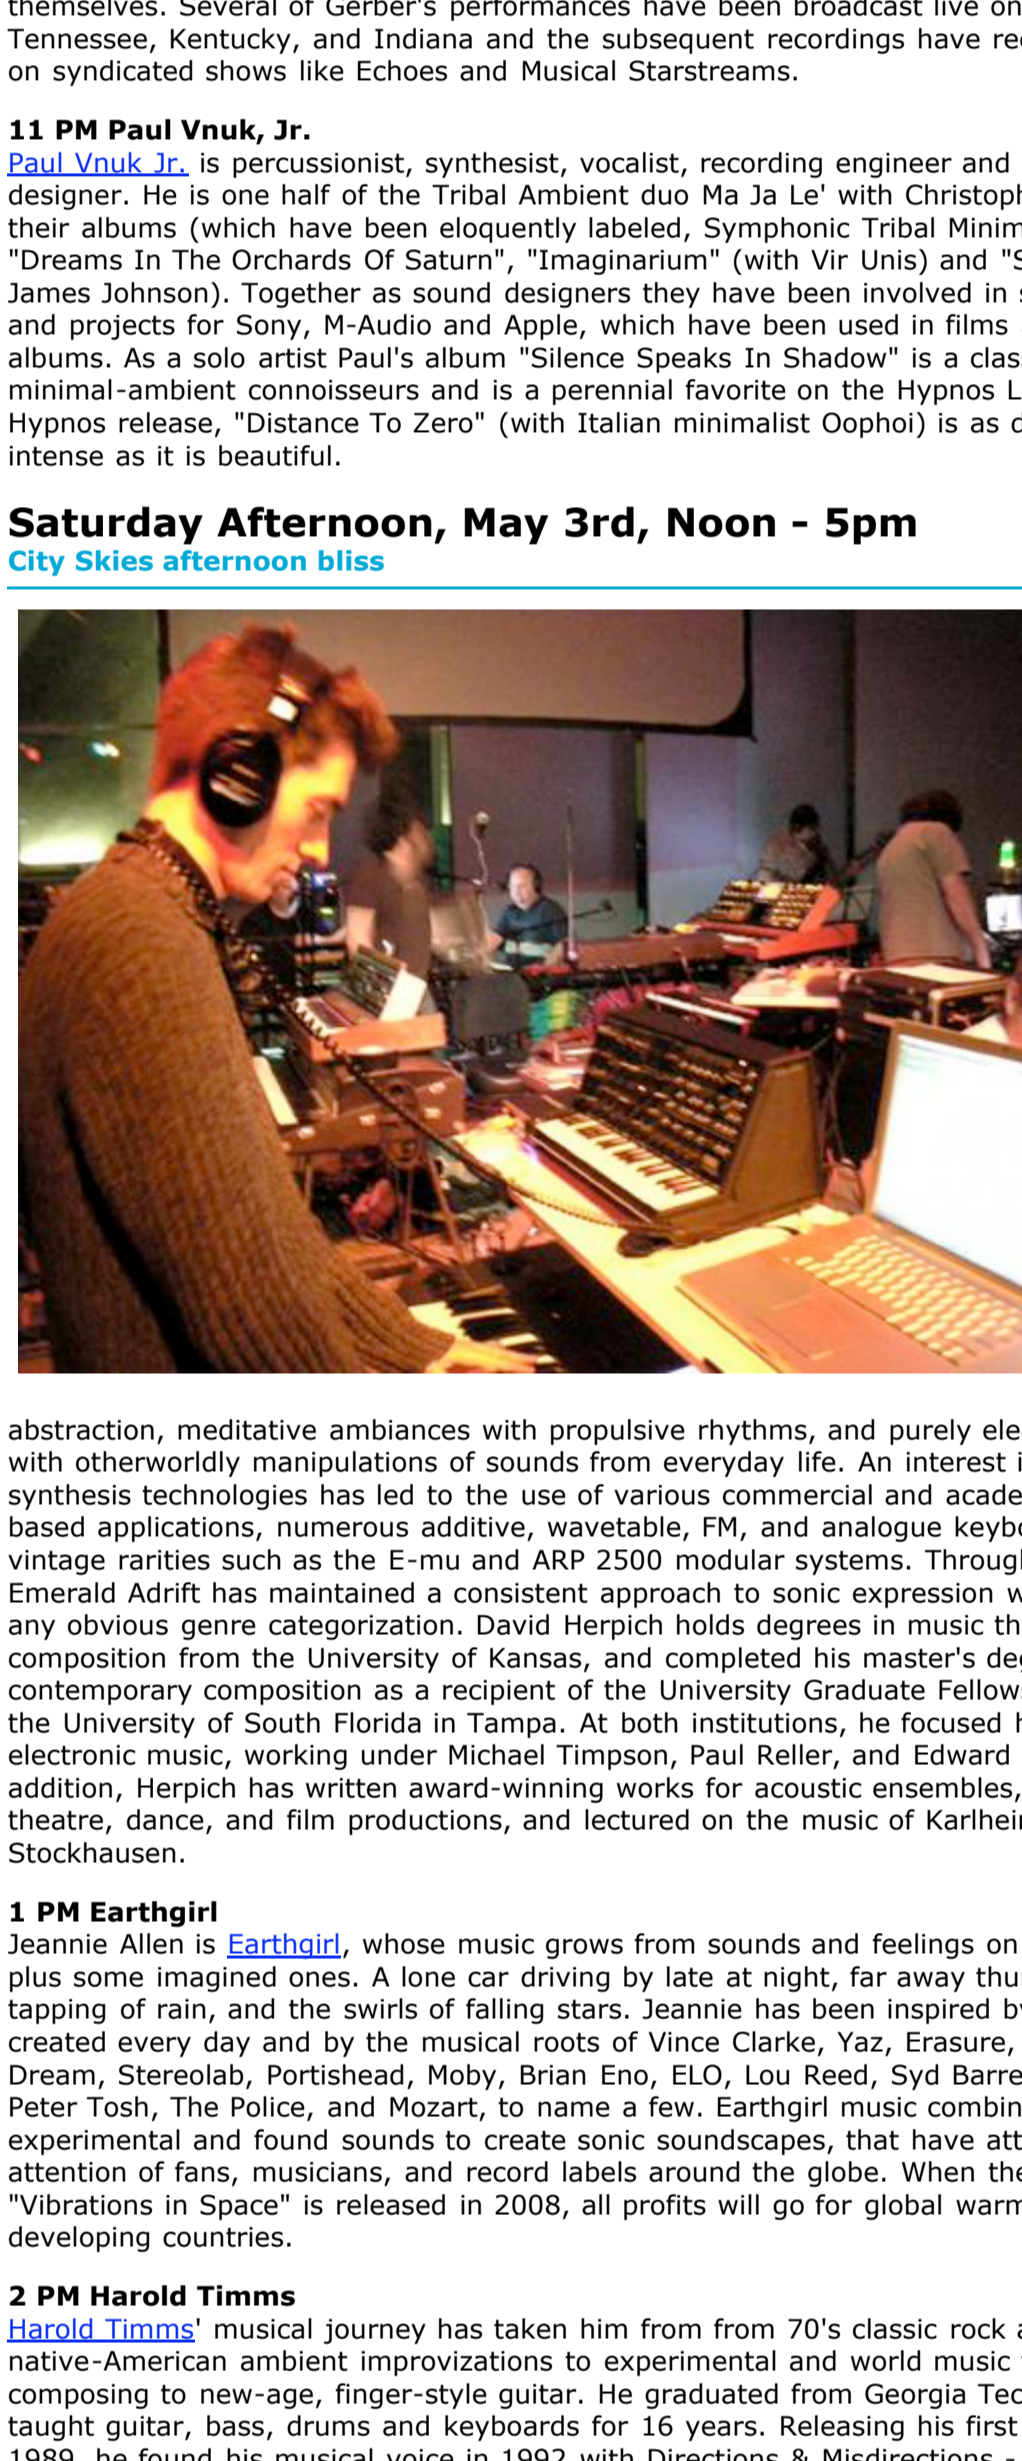 themselves. Several of Gerber's performances have been broadcast live on
Tennessee, Kentucky, and Indiana and the subsequent recordings have
on syndicated shows like Echoes and Musical Starstreams.
11 PM Paul Vnuk, Jr.
Paul Vnuk Jr. is percussionist, synthesist, vocalist, recording engineer and
designer. He is one half of the Tribal Ambient duo Ma Ja Le' with
their albums (which have been eloquently labeled, Symphonic Tribal
"Dreams In The Orchards Of Saturn", "Imaginarium" (with Vir Unis) and
James Johnson). Together as sound designers they have been involved in
and projects for Sony, M-Audio and Apple, which have been used in films
albums. As a solo artist Paul's album "Silence Speaks In Shadow" is a
minimal-ambient connoisseurs and is a perennial favorite on the Hypnos
Hypnos release, "Distance To Zero" (with Italian minimalist Oophoi) is as
intense as it is beautiful.
Saturday Afternoon, May 3rd, Noon - 5pm
City Skies afternoon bliss
abstraction, meditative ambiances with propulsive rhythms, and purely
with otherworldly manipulations of sounds from everyday life. An interest
synthesis technologies has led to the use of various commercial and
based applications, numerous additive, wavetable, FM, and analogue
vintage rarities such as the E-mu and ARP 2500 modular systems.
Emerald Adrift has maintained a consistent approach to sonic expression
any obvious genre categorization. David Herpich holds degrees in music
composition from the University of Kansas, and completed his master's
contemporary composition as a recipient of the University Graduate
the University of South Florida in Tampa. At both institutions, he focused
electronic music, working under Michael Timpson, Paul Reller, and Edward
addition, Herpich has written award-winning works for acoustic ensembles,
theatre, dance, and film productions, and lectured on the music of
Stockhausen.
1 PM Earthgirl
Jeannie Allen is Earthgirl, whose music grows from sounds and feelings on
plus some imagined ones. A lone car driving by late at night, far away
tapping of rain, and the swirls of falling stars. Jeannie has been inspired
created every day and by the musical roots of Vince Clarke, Yaz, Erasure,
Dream, Stereolab, Portishead, Moby, Brian Eno, ELO, Lou Reed, Syd
Peter Tosh, The Police, and Mozart, to name a few. Earthgirl music
experimental and found sounds to create sonic soundscapes, that have
attention of fans, musicians, and record labels around the globe. When
"Vibrations in Space" is released in 2008, all profits will go for global
developing countries.
2 PM Harold Timms
Harold Timms' musical journey has taken him from from 70's classic rock
native-American ambient improvizations to experimental and world music
composing to new-age, finger-style guitar. He graduated from Georgia
taught guitar, bass, drums and keyboards for 16 years. Releasing his first
1989, he found his musical voice in 1992 with Directions & Misdirections -